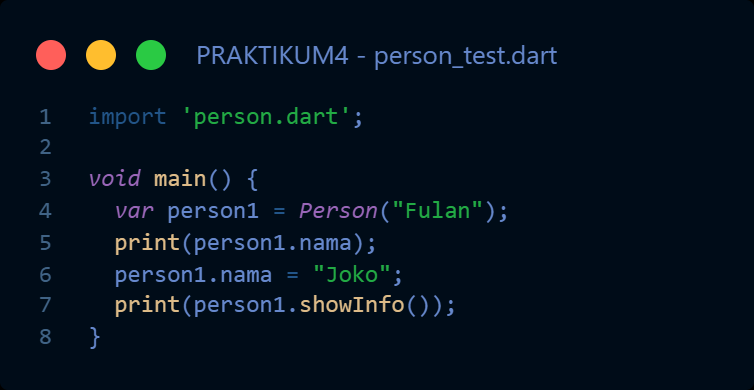 PRAKTIKUM4 - person_test.dart
1 import 'person.dart';
2
3 void main() {
4   var person1 = Person("Fulan");
5   print(person1.nama);
6   person1.nama = "Joko";
7   print(person1.showInfo());
8 }